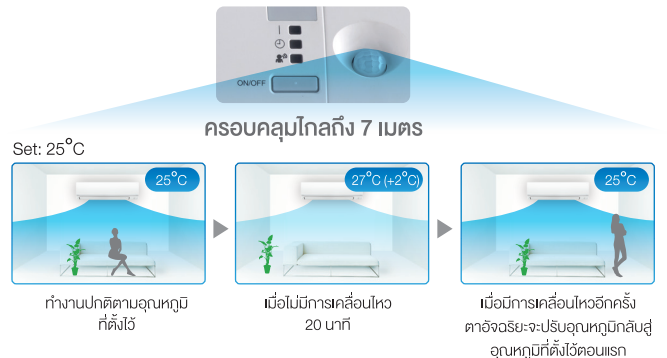 ON/OFF
ครอบคลุมไกลถึง 7 เมตร
Set: 25°C
25°C
27°C (+2°C)
25°C
ทำงานปกติตามอุณหภูมิ
ที่ตั้งไว้
เมื่อไม่มีการเคลื่อนไหว
20 นาที
เมื่อมีการเคลื่อนไหวอีกครั้ง
ตาอัจฉริยะจะปรับอุณหภูมิกลับสู่
อุณหภูมิที่ตั้งไว้ตอนแรก